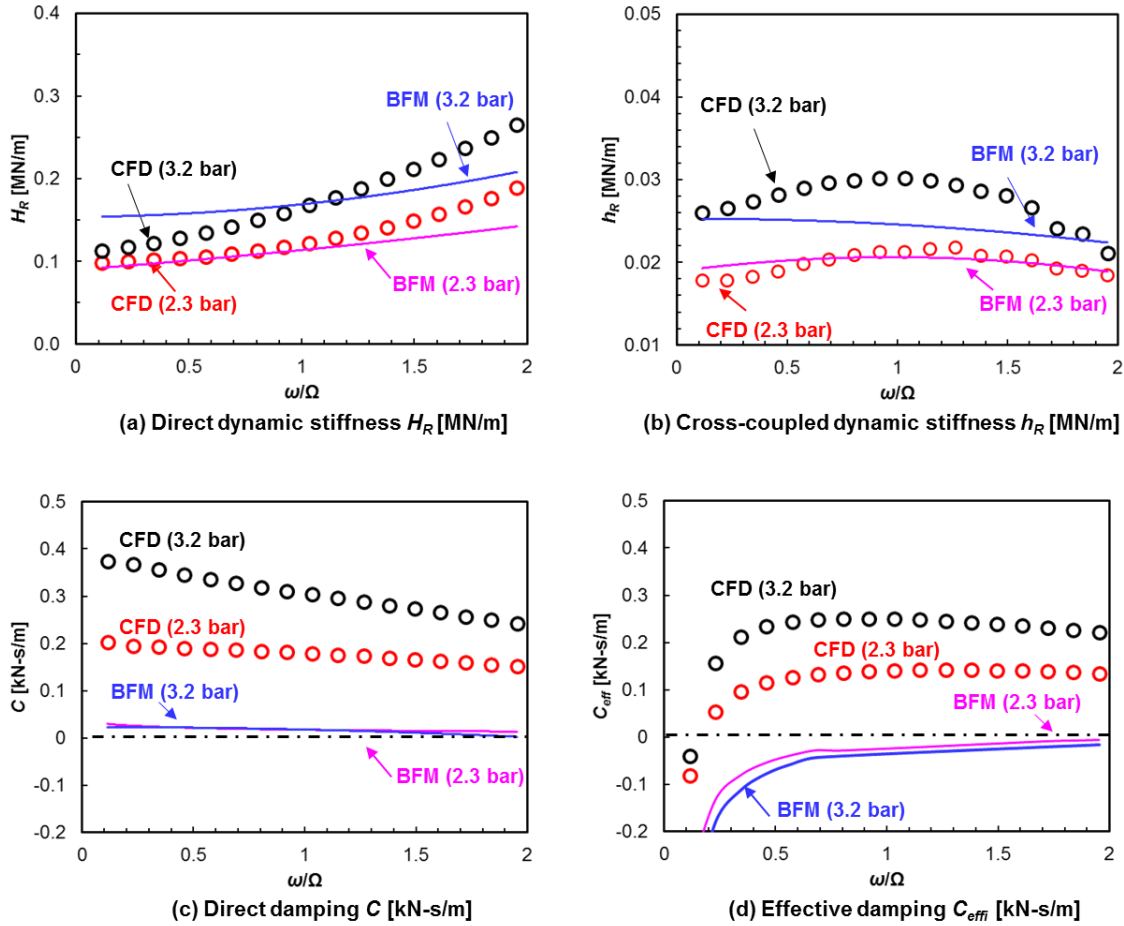 0.4
0.3
0.2
0.1
0.0
H_R [MN/m]
BFM (3.2 bar)
CFD (3.2 bar)
CFD (2.3 bar)
BFM (2.3 bar)
0 0.5 1 1.5 2
ω/Ω
(a) Direct dynamic stiffness H_R [MN/m]
0.05
0.04
0.03
0.02
0.01
h_R [MN/m]
CFD (3.2 bar)
BFM (3.2 bar)
BFM (2.3 bar)
CFD (2.3 bar)
0 0.5 1 1.5 2
ω/Ω
(b) Cross-coupled dynamic stiffness h_R [MN/m]
0.5
0.4
0.3
0.2
0.1
0
-0.1
-0.2
C [kN-s/m]
CFD (3.2 bar)
CFD (2.3 bar)
BFM (3.2 bar)
BFM (2.3 bar)
0 0.5 1 1.5 2
ω/Ω
(c) Direct damping C [kN-s/m]
0.5
0.4
0.3
0.2
0.1
0
-0.1
-0.2
C_eff [kN-s/m]
CFD (3.2 bar)
CFD (2.3 bar)
BFM (2.3 bar)
BFM (3.2 bar)
0 0.5 1 1.5 2
ω/Ω
(d) Effective damping C_effi [kN-s/m]